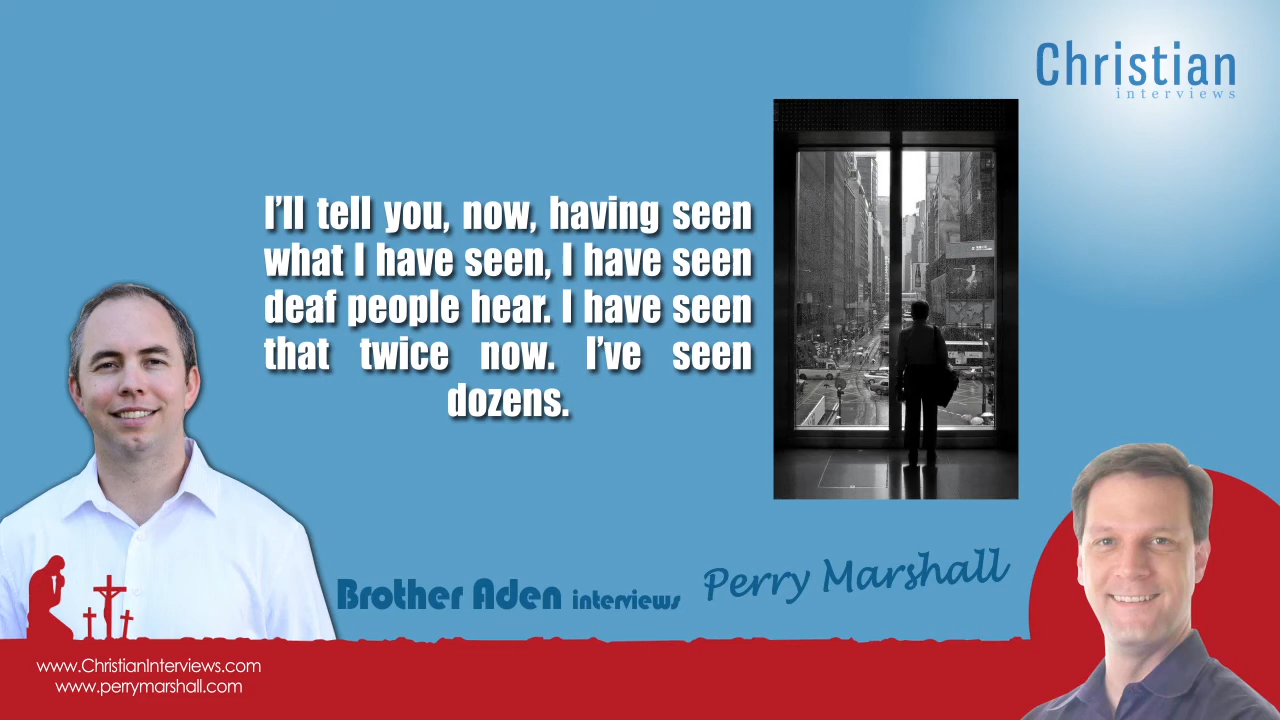 Christian
interviews
I’ll tell you, now, having seen
what I have seen, I have seen
deaf people hear. I have seen
that twice now. I’ve seen
dozens.
Brother Aden interviews Perry Marshall
www.ChristianInterviews.com
www.perrymarshall.com